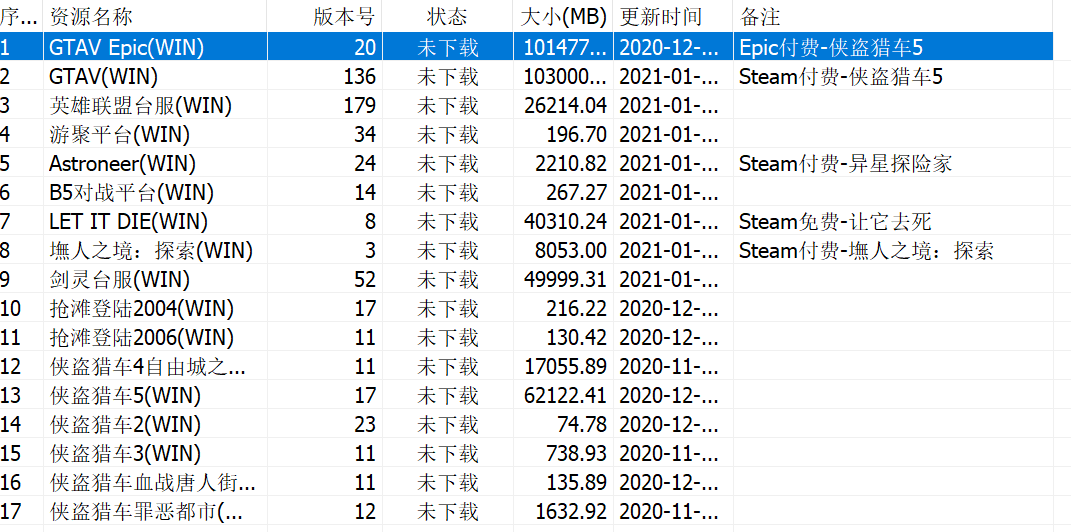 序... 资源名称 版本号 状态 大小(MB) 更新时间 备注
1 GTAV Epic(WIN) 20 未下载 101477... 2020-12-... Epic付费-侠盗猎车5
2 GTAV(WIN) 136 未下载 103000... 2021-01-... Steam付费-侠盗猎车5
3 英雄联盟台服(WIN) 179 未下载 26214.04 2021-01-...
4 游聚平台(WIN) 34 未下载 196.70 2021-01-...
5 Astroneer(WIN) 24 未下载 2210.82 2021-01-... Steam付费-异星探险家
6 B5对战平台(WIN) 14 未下载 267.27 2021-01-...
7 LET IT DIE(WIN) 8 未下载 40310.24 2021-01-... Steam免费-让它去死
8 墲人之境：探索(WIN) 3 未下载 8053.00 2021-01-... Steam付费-墲人之境：探索
9 剑灵台服(WIN) 52 未下载 49999.31 2021-01-...
10 抢滩登陆2004(WIN) 17 未下载 216.22 2020-12-...
11 抢滩登陆2006(WIN) 11 未下载 130.42 2020-12-...
12 侠盗猎车4自由城之... 11 未下载 17055.89 2020-11-...
13 侠盗猎车5(WIN) 17 未下载 62122.41 2020-12-...
14 侠盗猎车2(WIN) 23 未下载 74.78 2020-12-...
15 侠盗猎车3(WIN) 11 未下载 738.93 2020-11-...
16 侠盗猎车血战唐人街... 11 未下载 135.89 2020-11-...
17 侠盗猎车罪恶都市(... 12 未下载 1632.92 2020-11-...